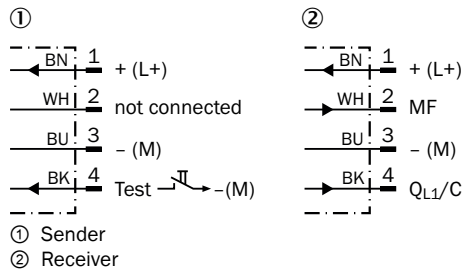 ① ②
BN 1 + (L+) BN 1 + (L+)
WH 2 not connected WH 2 MF
BU 3 – (M) BU 3 – (M)
BK 4 Test –(M) BK 4 QL1/C
① Sender
② Receiver